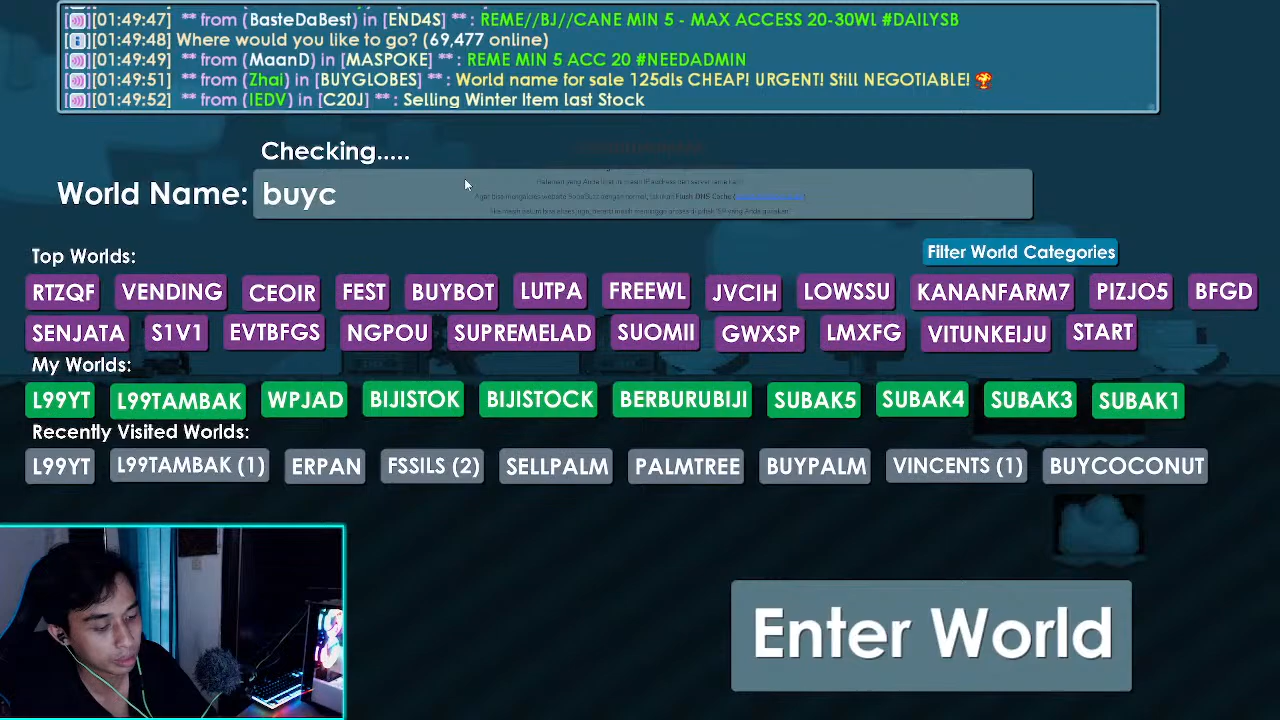 [01:49:47] ** from (BasteDaBest) in [END4S] ** : REME//BJ//CANE MIN 5 - MAX ACCESS 20-30WL #DAILYSB
[01:49:48] Where would you like to go? (69,477 online)
[01:49:49] ** from (MaanD) in [MASPOKE] ** : REME MIN 5 ACC 20 #NEEDADMIN
[01:49:51] ** from (Zhai) in [BUYGLOBES] ** : World name for sale 125dls CHEAP! URGENT! Still NEGOTIABLE!
[01:49:52] ** from (IEDV) in [C20J] ** : Selling Winter Item last Stock
Checking.....
World Name: buyc
Top Worlds:
Filter World Categories
RTZQF VENDING CEOIR FEST BUYBOT LUTPA FREEWL JVCIH LOWSSU KANANFARM7 PIZJO5 BFGD
SENJATA S1V1 EVTBFGS NGPOU SUPREMELAD SUOMII GWXSP LMXFG VITUNKEIJU START
My Worlds:
L99YT L99TAMBAK WPJAD BIJISTOK BIJISTOCK BERBURUBIJI SUBAK5 SUBAK4 SUBAK3 SUBAK1
Recently Visited Worlds:
L99YT L99TAMBAK (1) ERPAN FSSILS (2) SELLPALM PALMTREE BUYPALM VINCENTS (1) BUYCOCONUT
Enter World